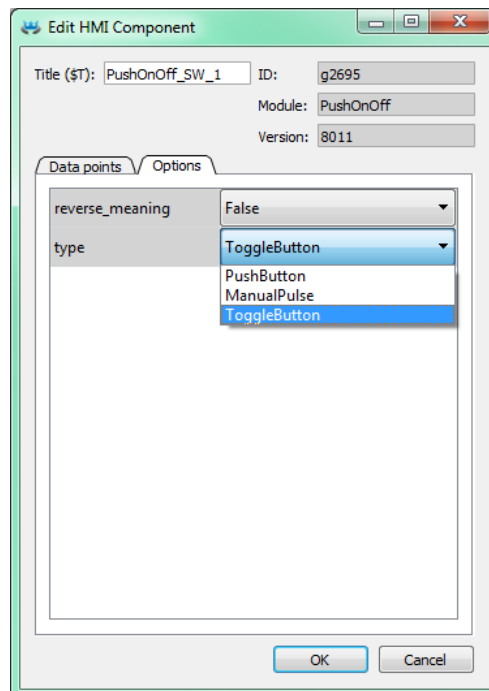 Edit HMI Component
Title ($T): PushOnOff_SW_1 ID: g2695
Module: PushOnOff
Version: 8011
Data points Options
reverse_meaning False
type ToggleButton
PushButton
ManualPulse
ToggleButton
OK Cancel